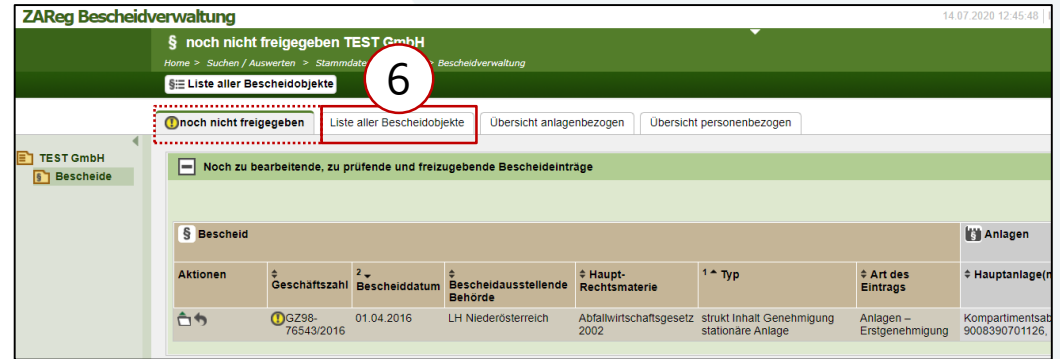 ZAReg Bescheidverwaltung
14.07.2020 12:45:48
§ noch nicht freigegeben TEST GmbH
Home > Suchen / Auswerten > Stammdate > Bescheidverwaltung
6
§ Liste aller Bescheidobjekte
noch nicht freigegeben Liste aller Bescheidobjekte Übersicht anlagenbezogen Übersicht personenbezogen
TEST GmbH
§ Bescheide
Noch zu bearbeitende, zu prüfende und freizugebende Bescheideinträge
§ Bescheid § Anlagen
Aktionen Geschäftszahl 2 Bescheiddatum Bescheidausstellende Behörde Haupt-Rechtsmaterie 1 Typ Art des Eintrags Hauptanlage(n
GZ98-76543/2016 01.04.2016 LH Niederösterreich Abfallwirtschaftsgesetz 2002 strukt Inhalt Genehmigung stationäre Anlage Anlagen – Erstgenehmigung Kompartimentsab 9008390701126,